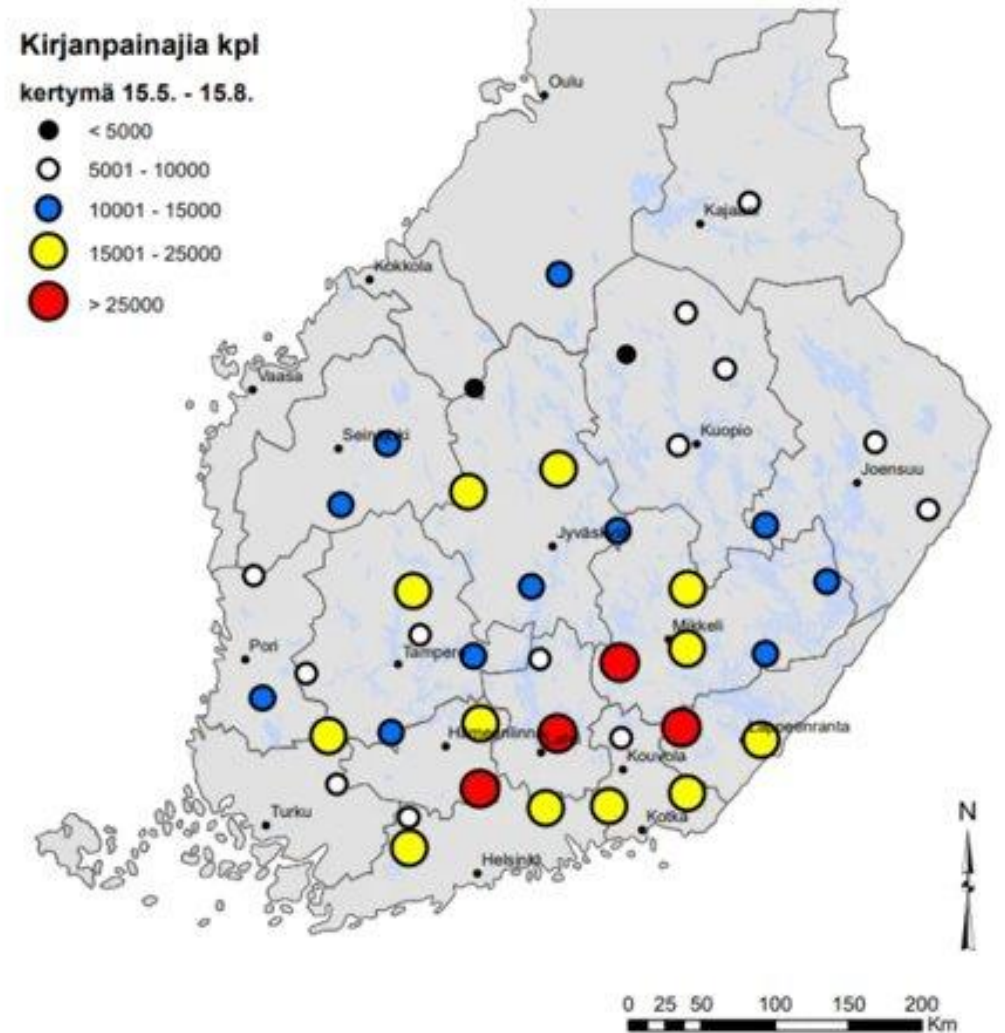 Kirjanpainajia kpl
kertymä 15.5. - 15.8.
< 5000
5001 - 10000
10001 - 15000
15001 - 25000
> 25000
Oulu
Kokkola
Vaasa
Kuopio
Joensuu
Mikkeli
Pori
Lappeenranta
Kouvola
Turku
Kotka
Helsinki
N
0 25 50 100 150 200
Km